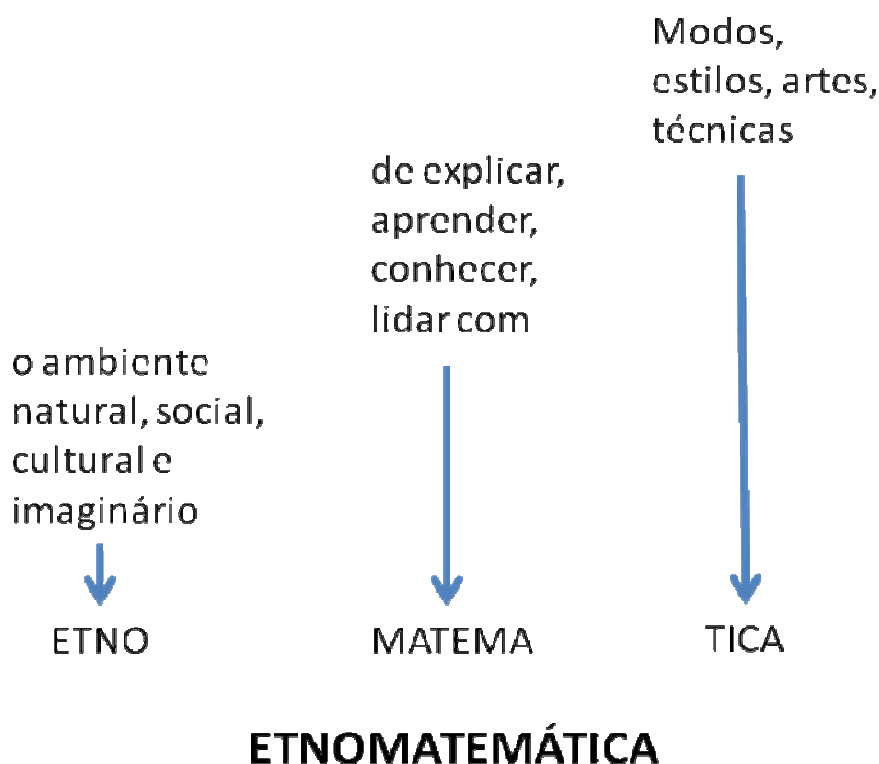 Modos,
estilos, artes,
técnicas
de explicar,
aprender,
conhecer,
lidar com
o ambiente
natural, social,
cultural e
imaginário
ETNO
MATEMA
TICA
ETNOMATEMÁTICA